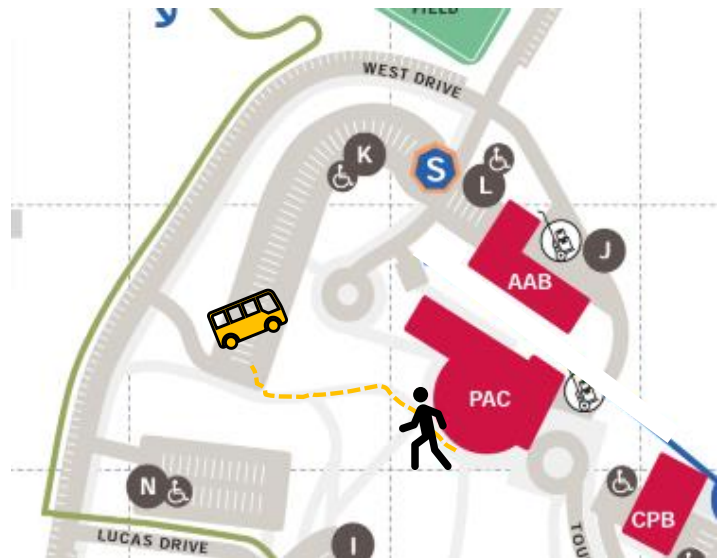 FIELD
y
WEST DRIVE
K
S
L
J
AAB
PAC
N
CPB
LUCAS DRIVE
I
TOU